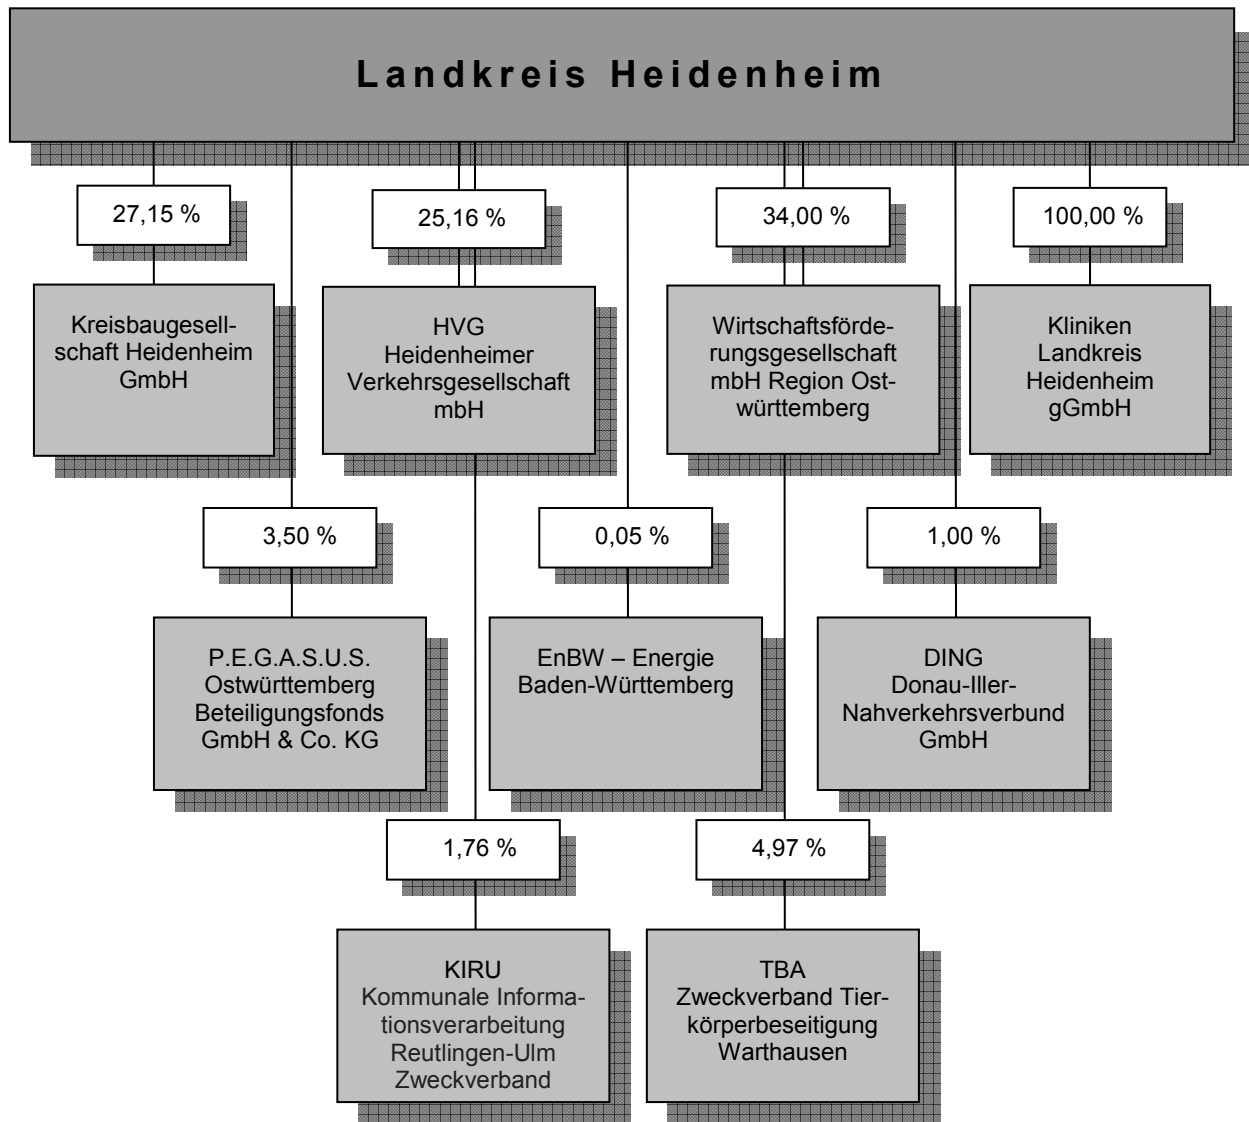 Landkreis Heidenheim
27,15 %
25,16 %
34,00 %
100,00 %
Kreisbaugesell-
schaft Heidenheim
GmbH
HVG
Heidenheimer
Verkehrsgesellschaft
mbH
Wirtschaftsförde-
rungsgesellschaft
mbH Region Ost-
württemberg
Kliniken
Landkreis
Heidenheim
gGmbH
3,50 %
0,05 %
1,00 %
P.E.G.A.S.U.S.
Ostwürttemberg
Beteiligungsfonds
GmbH & Co. KG
EnBW – Energie
Baden-Württemberg
DING
Donau-Iller-
Nahverkehrsverbund
GmbH
1,76 %
4,97 %
KIRU
Kommunale Informa-
tionsverarbeitung
Reutlingen-Ulm
Zweckverband
TBA
Zweckverband Tier-
körperbeseitigung
Warthausen